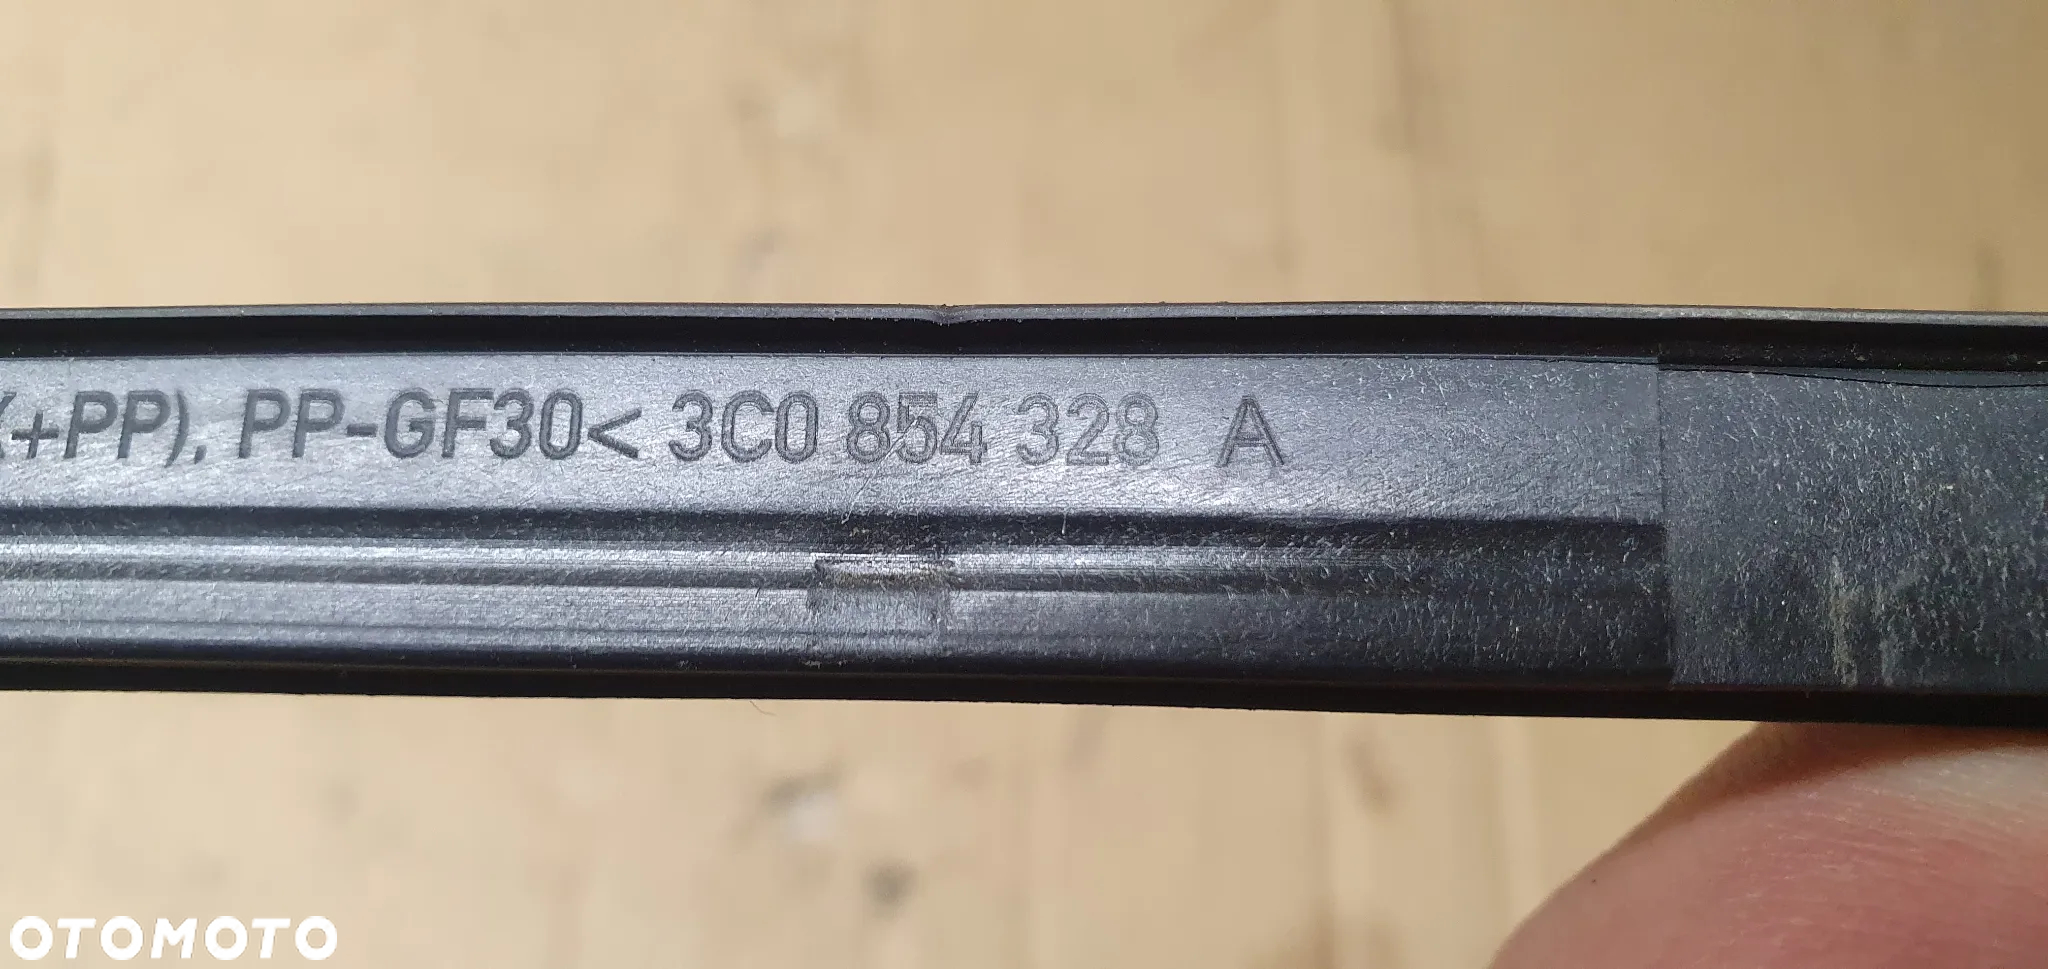 (+PP), PP-GF30< 3C0 854 328 A
OTOMOTO